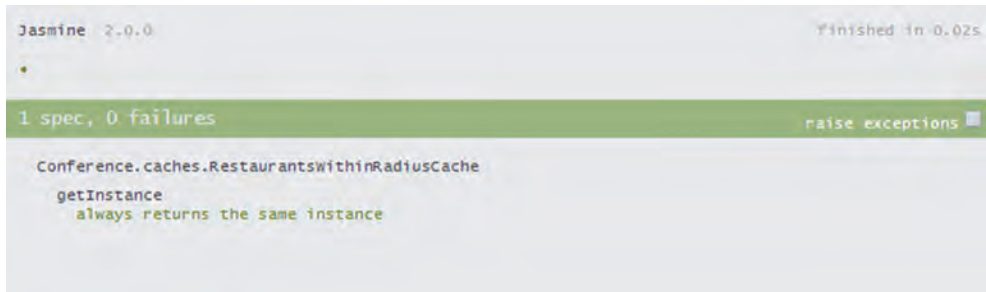 Jasmine 2.0.0
finished in 0.02s
•
1 spec, 0 failures
raise exceptions
Conference.caches.RestaurantsWithinRadiusCache
getInstance
always returns the same instance